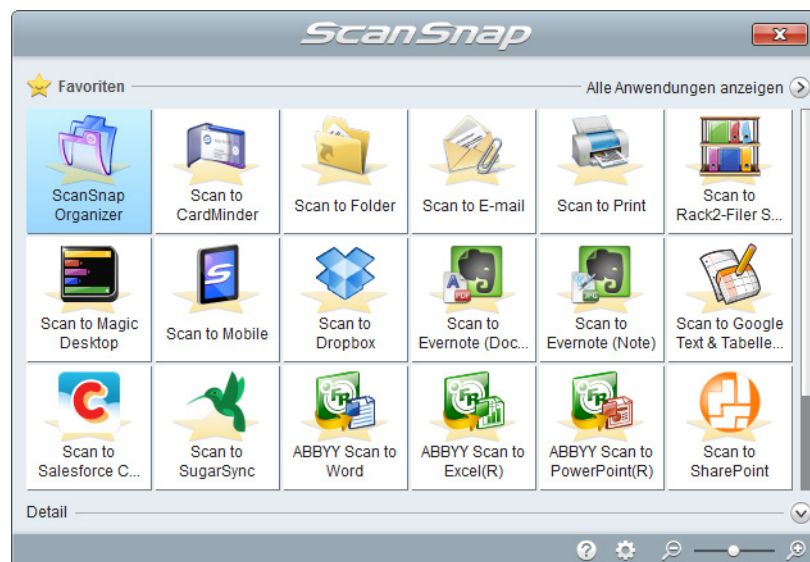 ScanSnap
Favoriten
Alle Anwendungen anzeigen
ScanSnap
Organizer
Scan to
CardMinder
Scan to Folder
Scan to E-mail
Scan to Print
Scan to
Rack2-Filer S...
Scan to Magic
Desktop
Scan to Mobile
Scan to
Dropbox
Scan to
Evernote (Doc...
Scan to
Evernote (Note)
Scan to Google
Text & Tabelle...
Scan to
Salesforce C...
Scan to
SugarSync
ABBYY Scan to
Word
ABBYY Scan to
Excel(R)
ABBYY Scan to
PowerPoint(R)
Scan to
SharePoint
Detail